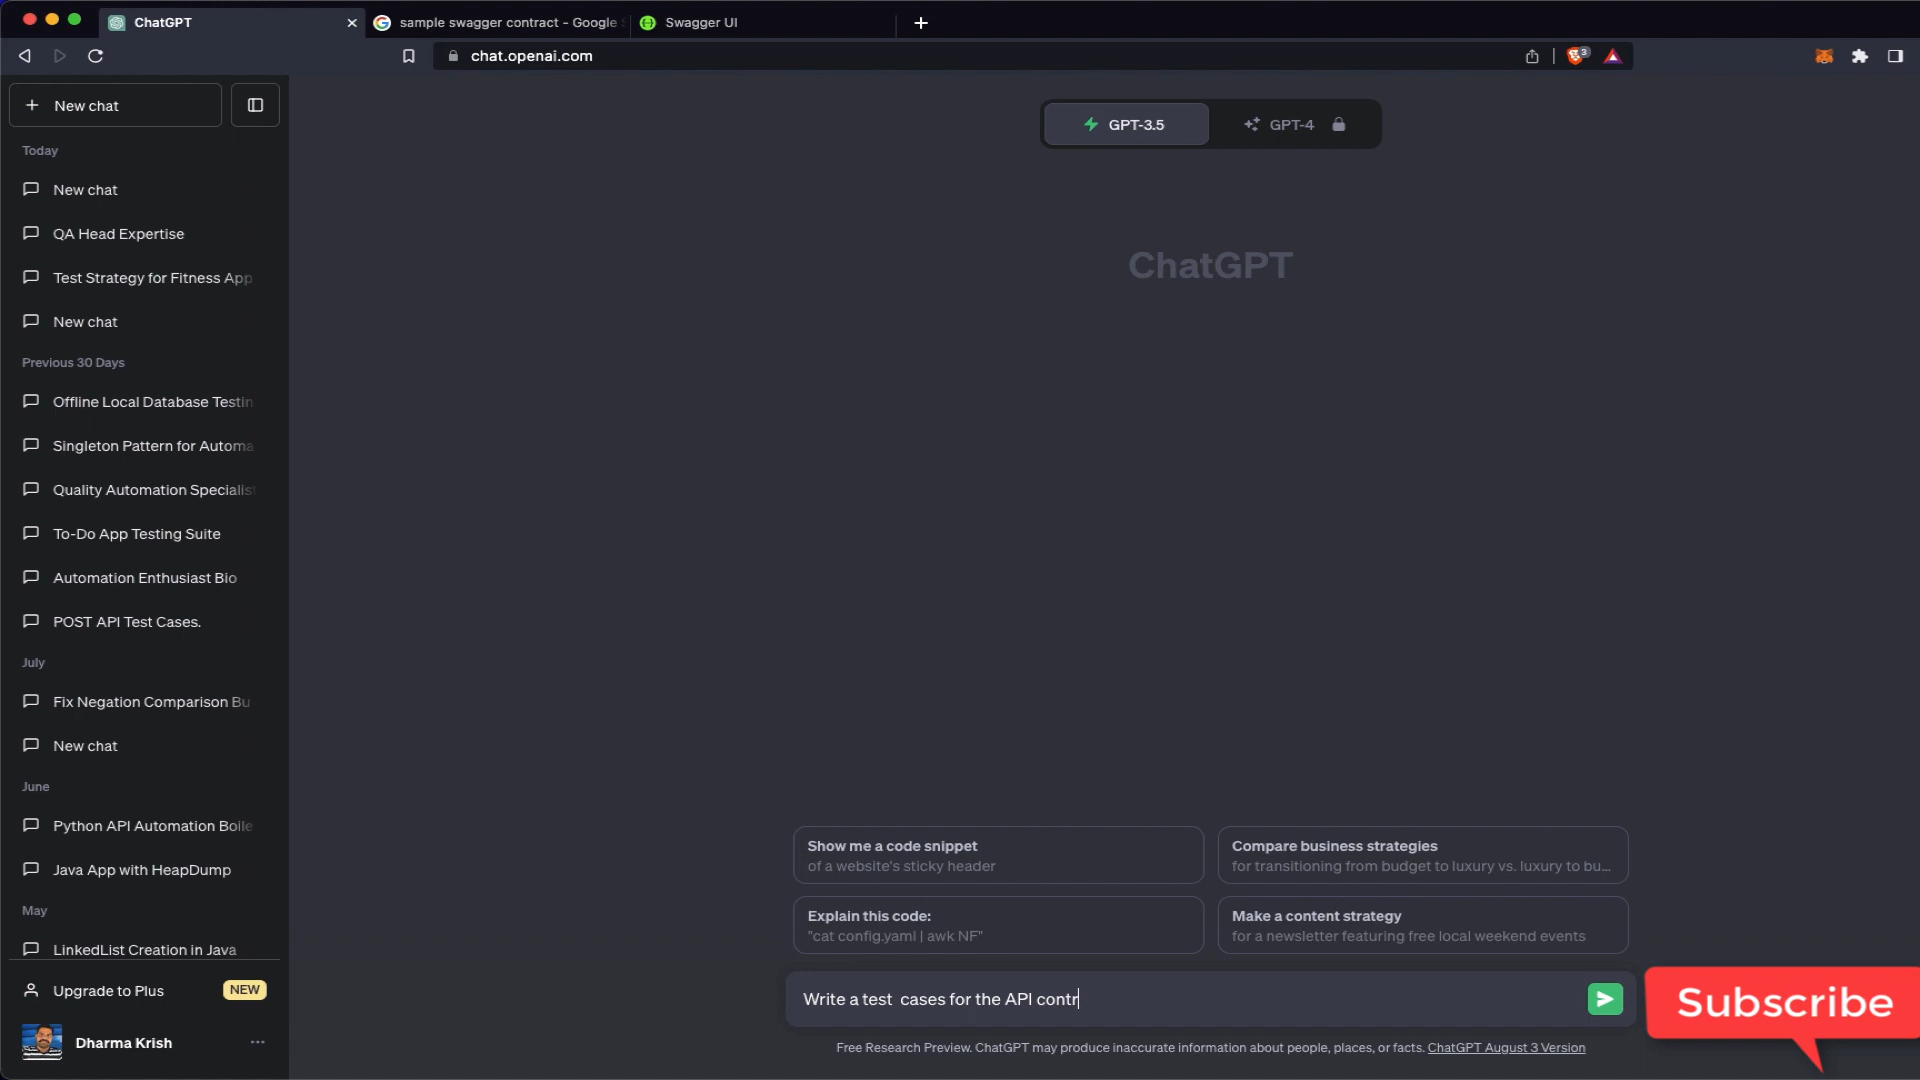 ChatGPT
sample swagger contract - Google S
Swagger UI
chat.openai.com
3
New chat
Today
New chat
QA Head Expertise
Test Strategy for Fitness App
New chat
Previous 30 Days
Offline Local Database Testin
Singleton Pattern for Automa
Quality Automation Specialist
To-Do App Testing Suite
Automation Enthusiast Bio
POST API Test Cases.
July
Fix Negation Comparison Bu
New chat
June
Python API Automation Boile
Java App with HeapDump
May
LinkedList Creation in Java
Upgrade to Plus
NEW
Dharma Krish
GPT-3.5
GPT-4
ChatGPT
Show me a code snippet
of a website's sticky header
Compare business strategies
for transitioning from budget to luxury vs. luxury to bu...
Explain this code:
"cat config.yaml | awk NF"
Make a content strategy
for a newsletter featuring free local weekend events
Write a test  cases for the API contr
Free Research Preview. ChatGPT may produce inaccurate information about people, places, or facts. ChatGPT August 3 Version
Subscribe